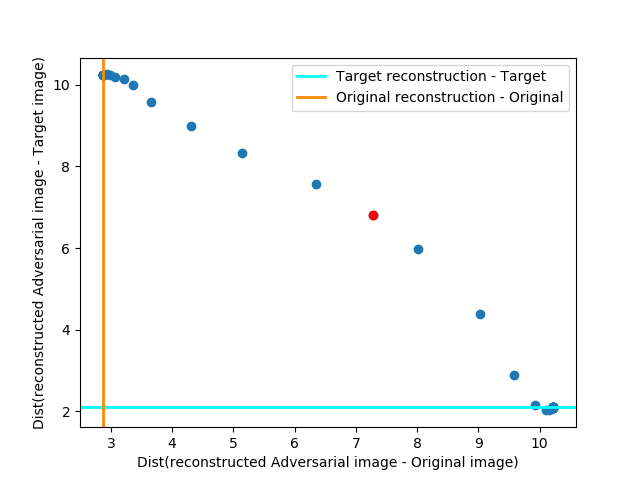 Target reconstruction - Target
Original reconstruction - Original
Dist(reconstructed Adversarial image - Target image)
10
8
6
4
2
3 4 5 6 7 8 9 10
Dist(reconstructed Adversarial image - Original image)